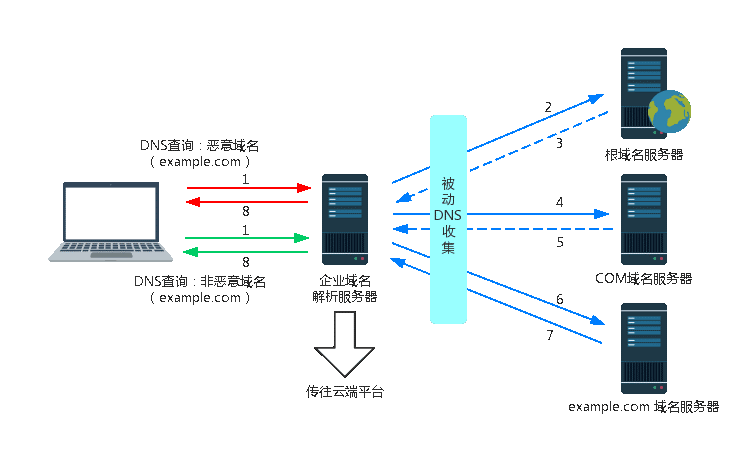 DNS查询：恶意域名
（example.com）
1
8
1
8
DNS查询：非恶意域名
（example.com）
企业域名
解析服务器
传往云端平台
被
动
DNS
收
集
2
3
根域名服务器
4
5
COM域名服务器
6
7
example.com 域名服务器